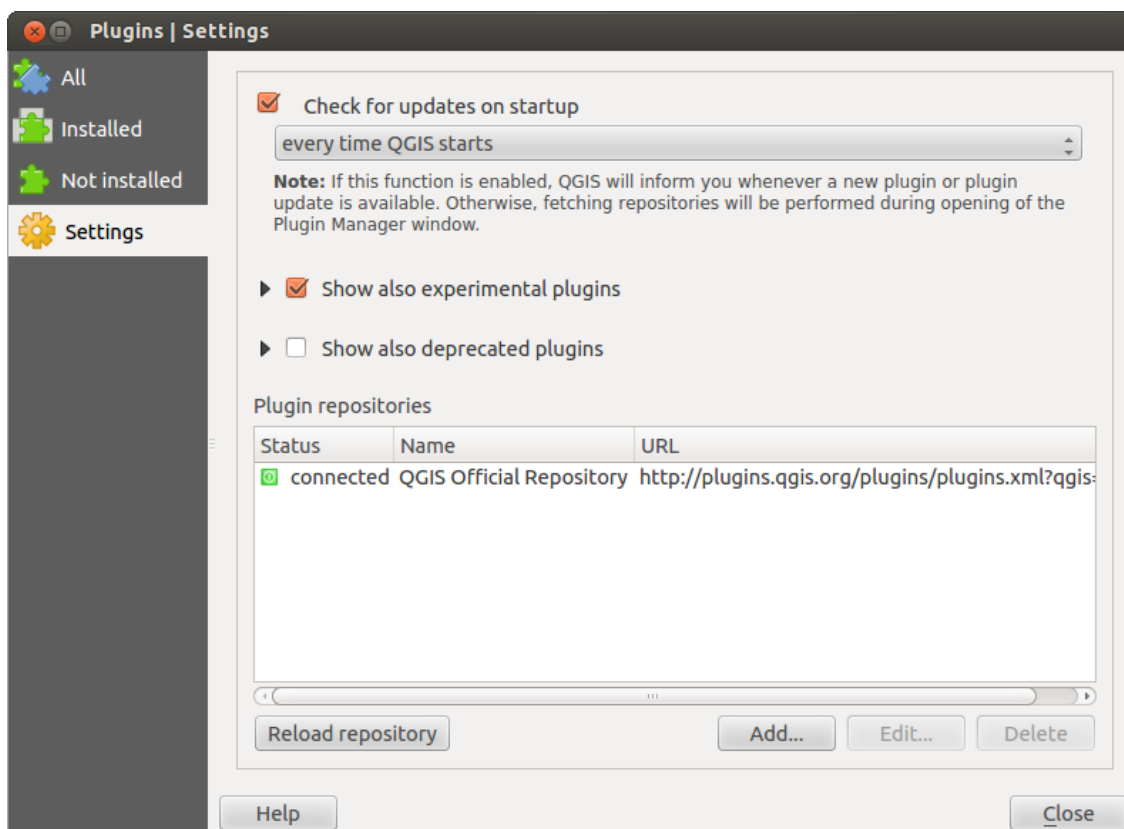 Plugins | Settings
All
Installed
Not installed
Settings
Check for updates on startup
every time QGIS starts
Note: If this function is enabled, QGIS will inform you whenever a new plugin or plugin
update is available. Otherwise, fetching repositories will be performed during opening of the
Plugin Manager window.
Show also experimental plugins
Show also deprecated plugins
Plugin repositories
Status Name URL
connected QGIS Official Repository http://plugins.qgis.org/plugins/plugins.xml?qgis=
Reload repository Add... Edit... Delete
Help Close